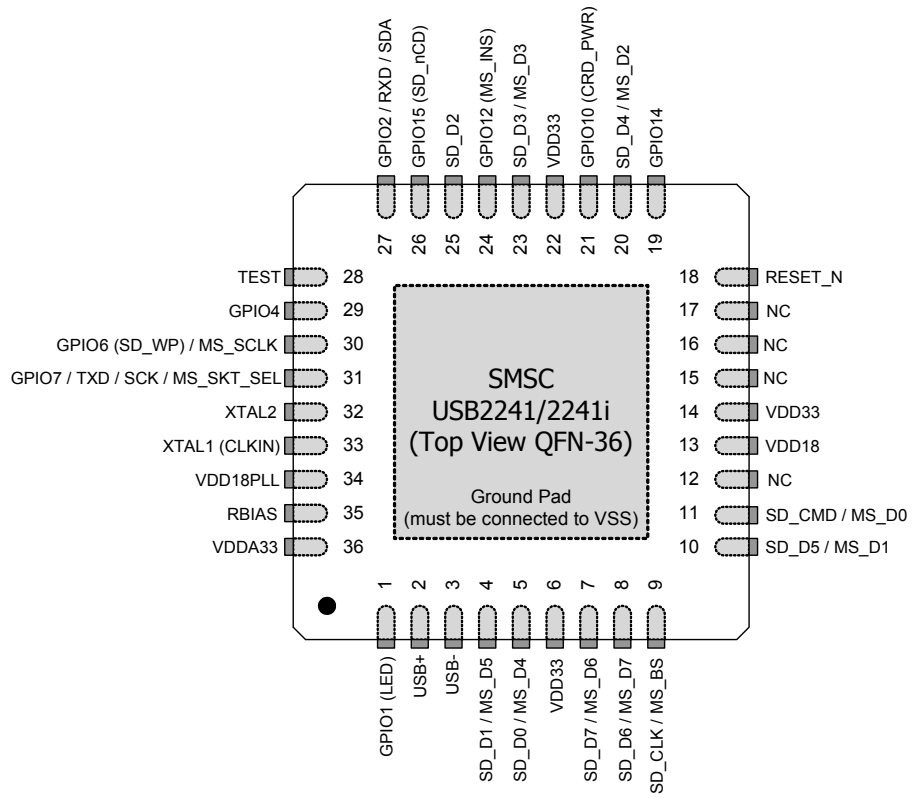 GPIO2 / RXD / SDA
GPIO15 (SD_nCD)
SD_D2
GPIO12 (MS_INS)
SD_D3 / MS_D3
VDD33
GPIO10 (CRD_PWR)
SD_D4 / MS_D2
GPIO14
27
26
25
24
23
22
21
20
19
TEST
28
GPIO4
29
GPIO6 (SD_WP) / MS_SCLK
30
GPIO7 / TXD / SCK / MS_SKT_SEL
31
XTAL2
32
XTAL1 (CLKIN)
33
VDD18PLL
34
RBIAS
35
VDDA33
36
SMSC
USB2241/2241i
(Top View QFN-36)
Ground Pad
(must be connected to VSS)
18
RESET_N
17
NC
16
NC
15
NC
14
VDD33
13
VDD18
12
NC
11
SD_CMD / MS_D0
10
SD_D5 / MS_D1
1
2
3
4
5
6
7
8
9
GPIO1 (LED)
USB+
USB-
SD_D1 / MS_D5
SD_D0 / MS_D4
VDD33
SD_D7 / MS_D6
SD_D6 / MS_D7
SD_CLK / MS_BS